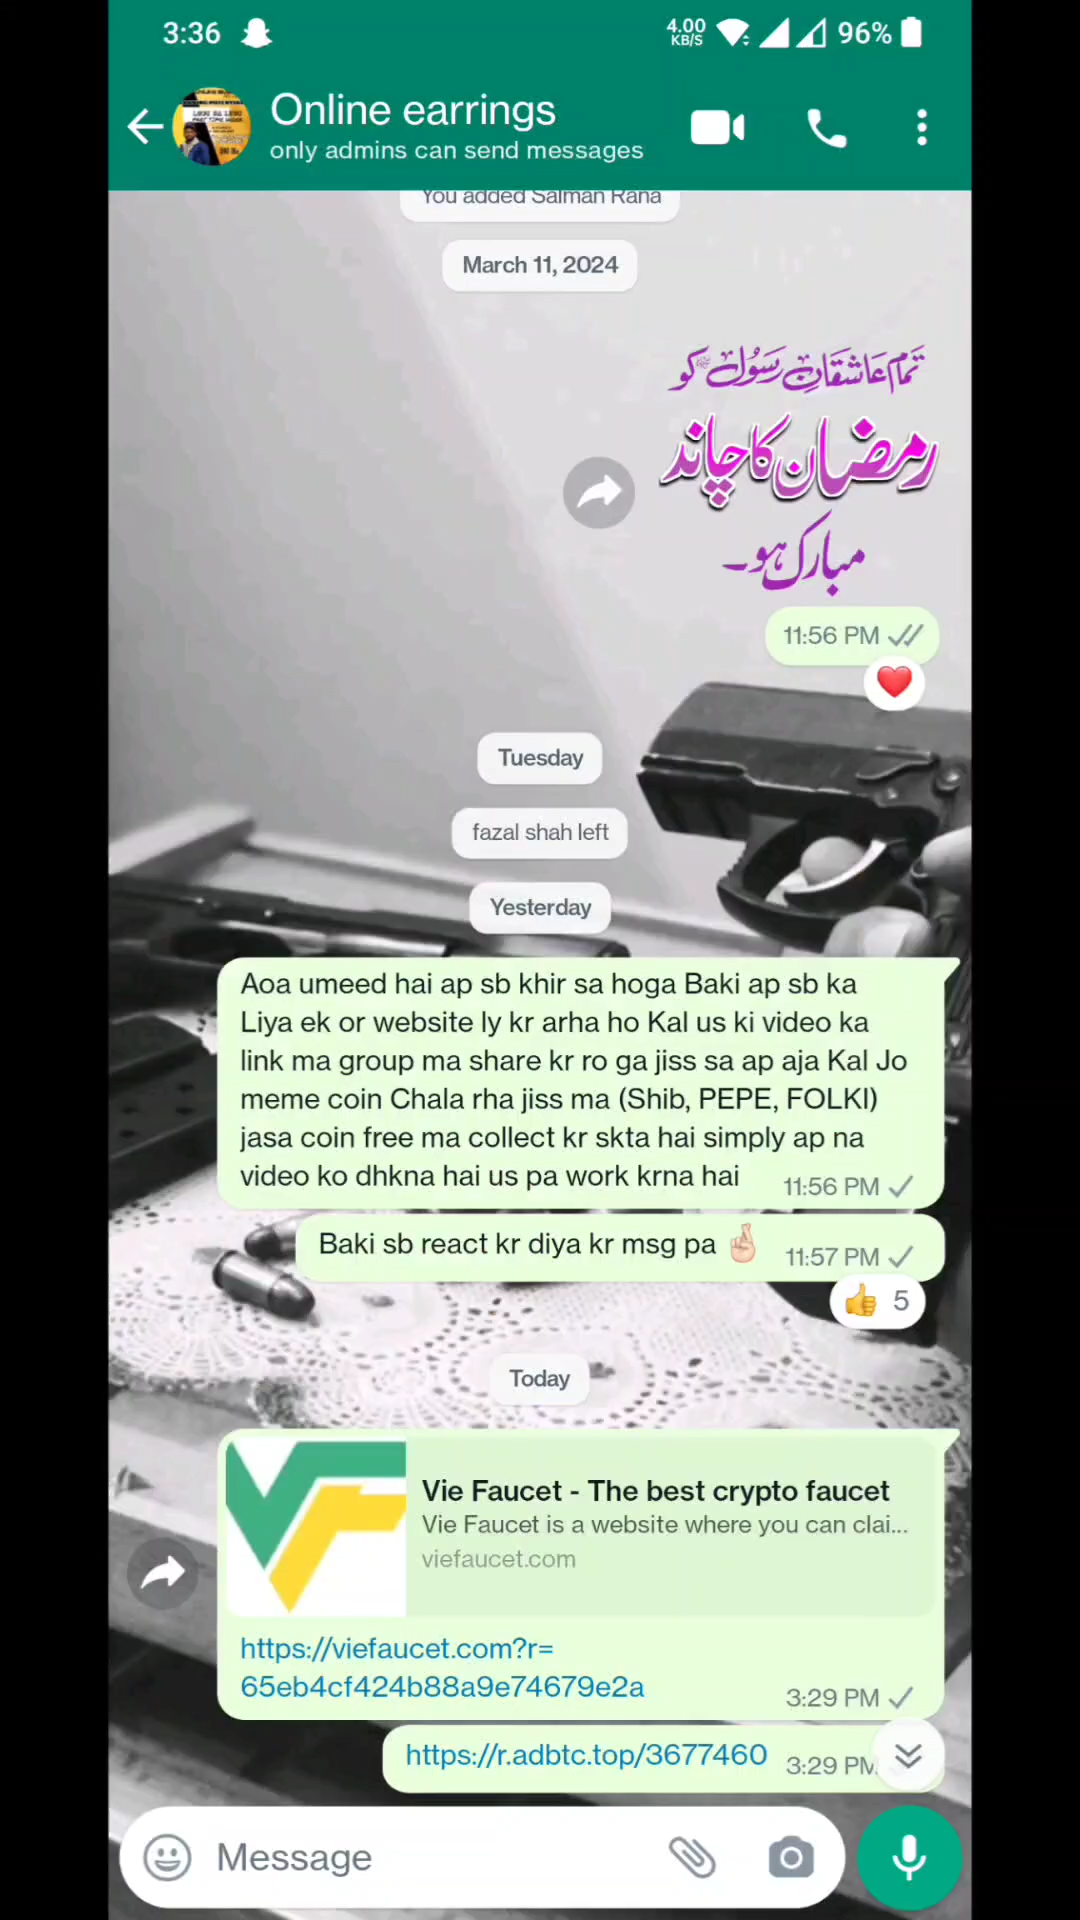 3:36
4.00
KB/S
96%
Online earrings
only admins can send messages
You added Salman Rana
March 11, 2024
تمام عاشقانِ رسُول ﷺ کو
رمضان کا چاند
مبارک ہو۔
11:56 PM
Tuesday
fazal shah left
Yesterday
Aoa umeed hai ap sb khir sa hoga Baki ap sb ka
Liya ek or website ly kr arha ho Kal us ki video ka
link ma group ma share kr ro ga jiss sa ap aja Kal Jo
meme coin Chala rha jiss ma (Shib, PEPE, FOLKI)
jasa coin free ma collect kr skta hai simply ap na
video ko dhkna hai us pa work krna hai
11:56 PM
Baki sb react kr diya kr msg pa 🤞🏻
11:57 PM
👍 5
Today
Vie Faucet - The best crypto faucet
Vie Faucet is a website where you can clai...
viefaucet.com
https://viefaucet.com?r=
65eb4cf424b88a9e74679e2a
3:29 PM
https://r.adbtc.top/3677460
3:29 PM
Message